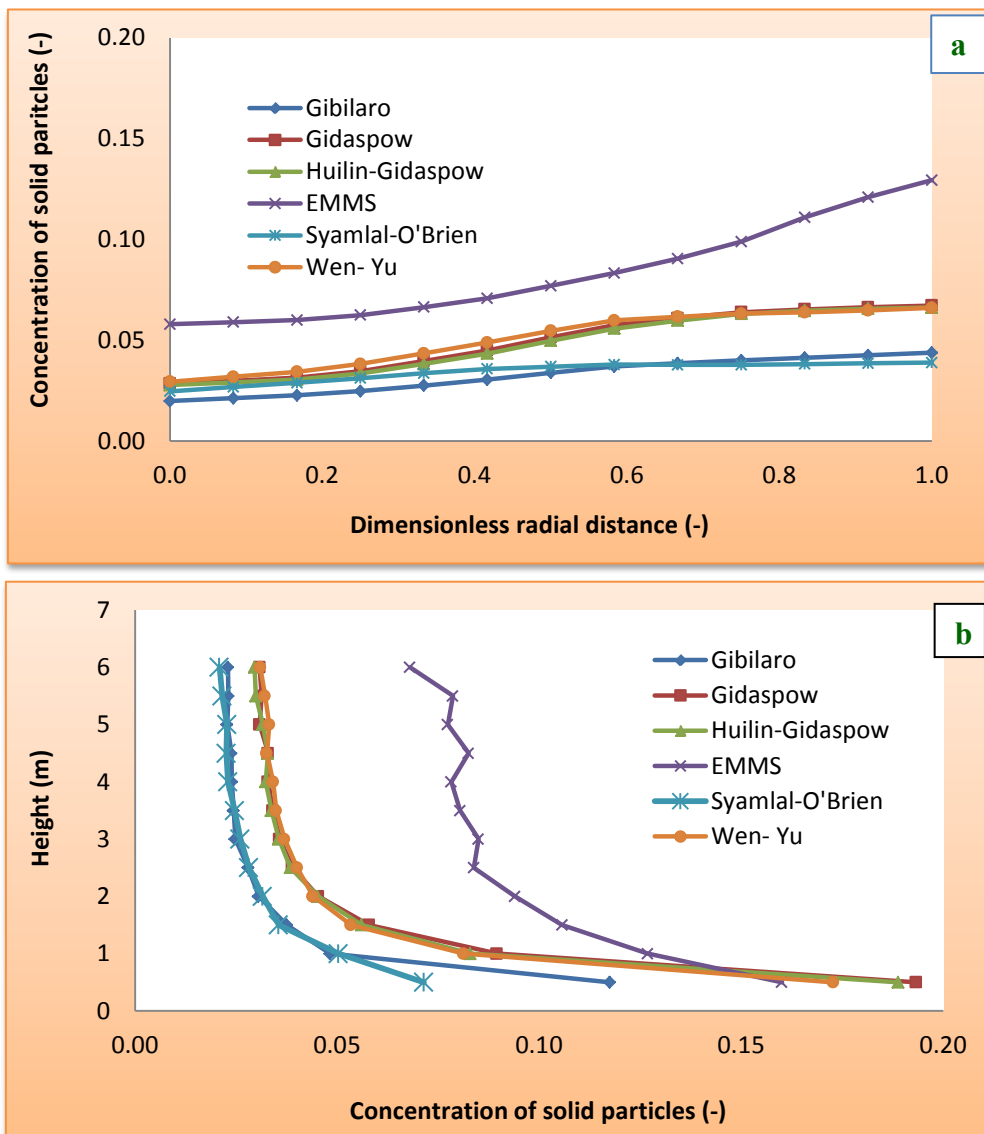 a
Concentration of solid paritcles (-)
0.20
0.15
0.10
0.05
0.00
Gibilaro
Gidaspow
Huilin-Gidaspow
EMMS
Syamlal-O'Brien
Wen- Yu
0.0 0.2 0.4 0.6 0.8 1.0
Dimensionless radial distance (-)
b
Height (m)
7
6
5
4
3
2
1
0
Gibilaro
Gidaspow
Huilin-Gidaspow
EMMS
Syamlal-O'Brien
Wen- Yu
0.00 0.05 0.10 0.15 0.20
Concentration of solid particles (-)